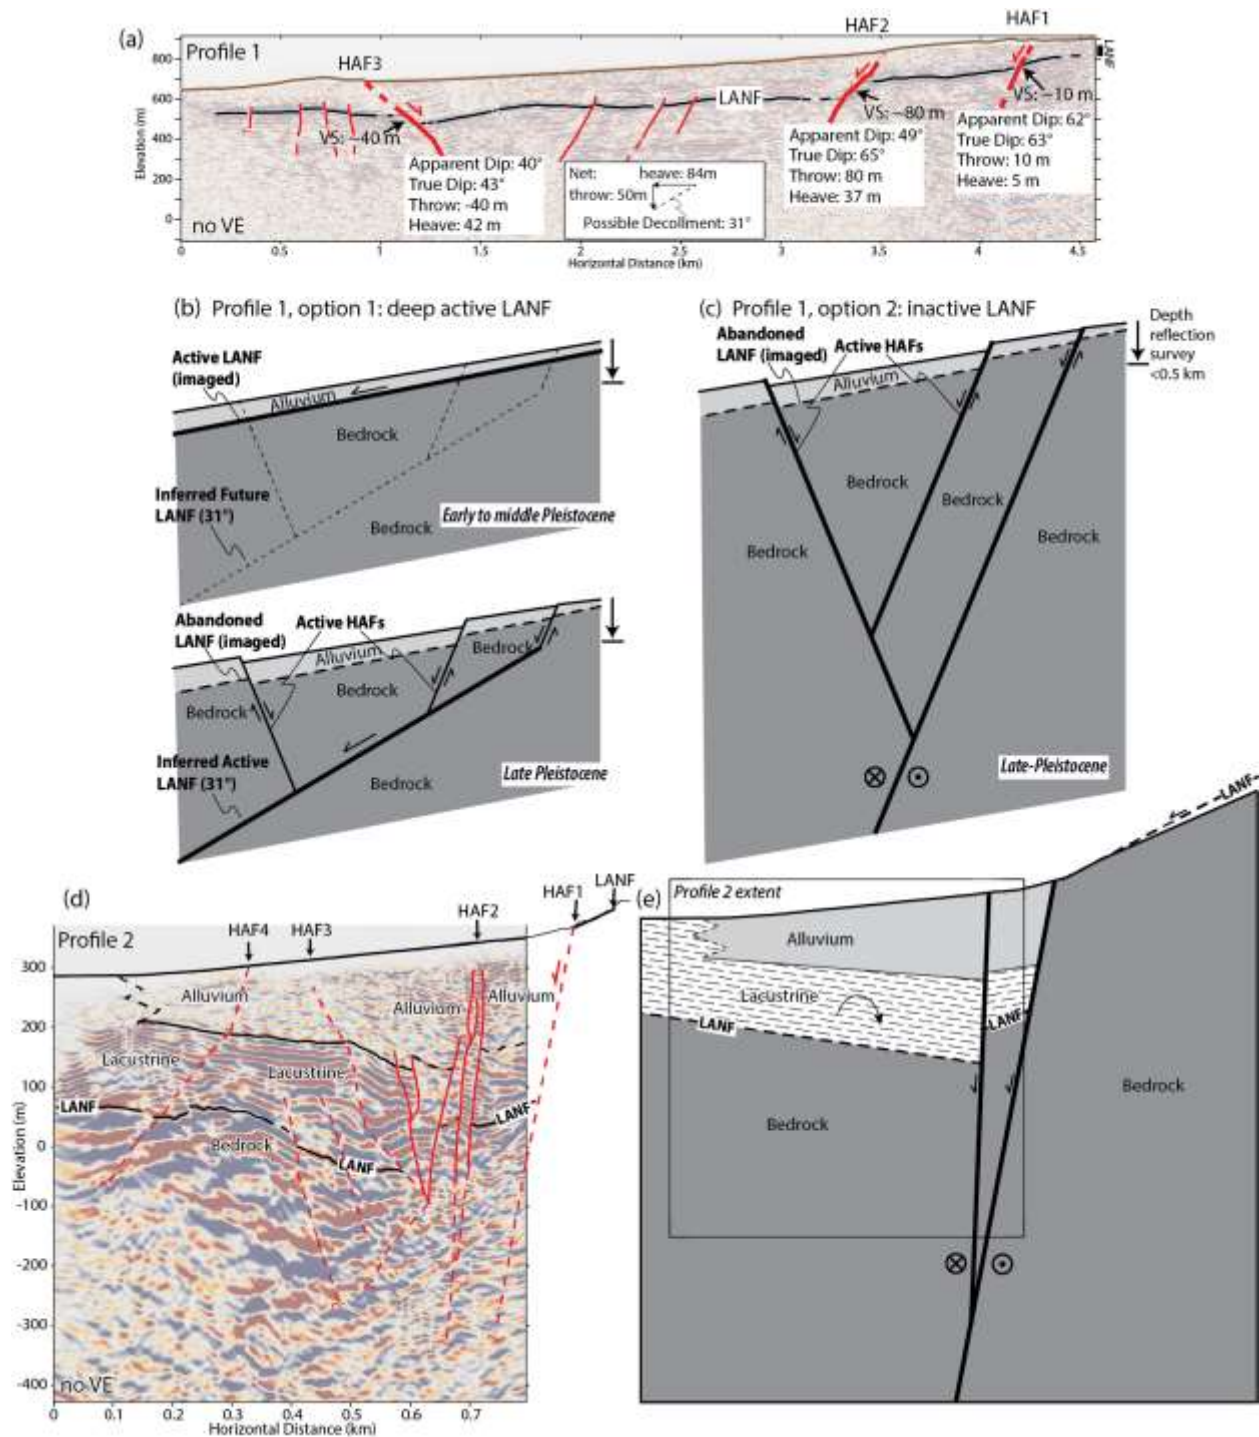 (a)
Profile 1
HAF3
HAF2
HAF1
LANF
800
600
400
200
0
Elevation (m)
LANF
VS: ~40 m
VS: ~80 m
VS: ~10 m
Apparent Dip: 40°
True Dip: 43°
Throw: -40 m
Heave: 42 m
Net: heave: 84m
throw: 50m
Possible Decollment: 31°
Apparent Dip: 49°
True Dip: 65°
Throw: 80 m
Heave: 37 m
Apparent Dip: 62°
True Dip: 63°
Throw: 10 m
Heave: 5 m
no VE
0 0.5 1 1.5 2 2.5 3 3.5 4 4.5
Horizontal Distance (km)
(b) Profile 1, option 1: deep active LANF
Active LANF
(imaged)
Alluvium
Bedrock
Inferred Future
LANF (31°)
Bedrock
Early to middle Pleistocene
Abandoned
LANF (imaged)
Active HAFs
Alluvium
Bedrock
Bedrock
Bedrock
Inferred Active
LANF (31°)
Bedrock
Late Pleistocene
(c) Profile 1, option 2: inactive LANF
Abandoned
LANF (imaged)
Active HAFs
Alluvium
Depth
reflection
survey
<0.5 km
Bedrock
Bedrock
Bedrock
Bedrock
Late-Pleistocene
(d)
Profile 2
HAF4
HAF3
HAF2
HAF1
LANF
300
200
100
0
-100
-200
-300
-400
Elevation (m)
Alluvium
Alluvium
Alluvium
Lacustrine
Lacustrine
LANF
LANF
LANF
Bedrock
no VE
0 0.1 0.2 0.3 0.4 0.5 0.6 0.7
Horizontal Distance (km)
(e)
Profile 2 extent
LANF
Alluvium
Lacustrine
LANF
LANF
Bedrock
Bedrock